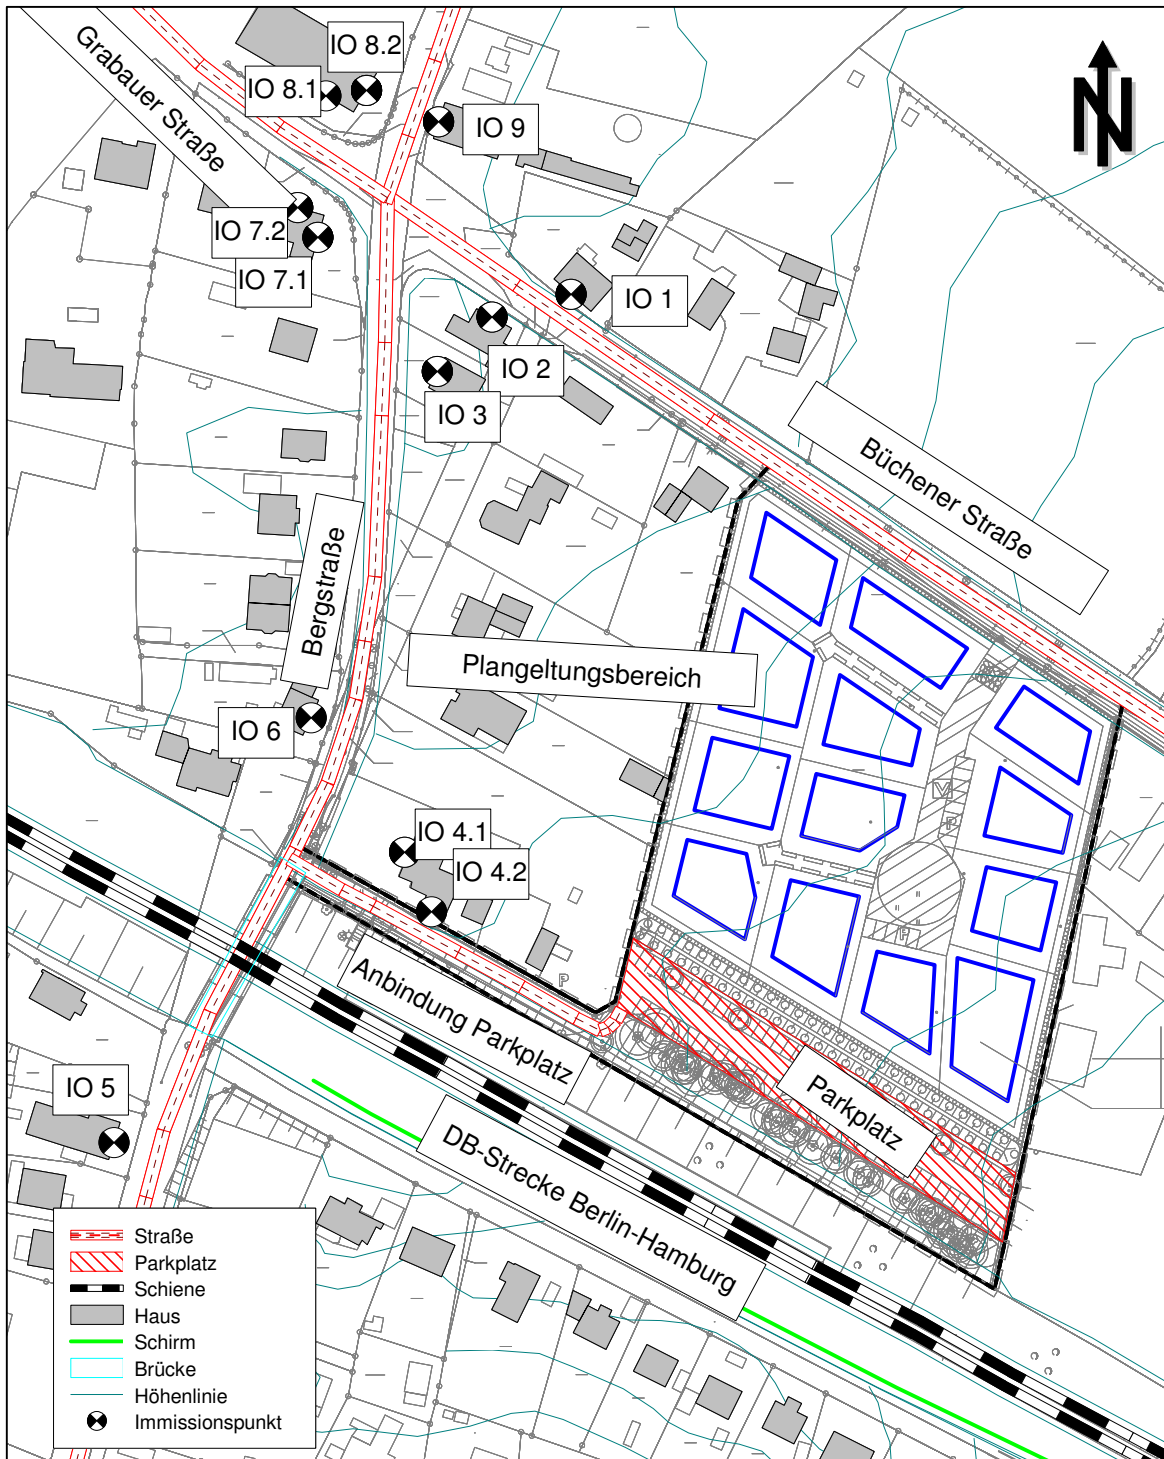 Grabauer Straße
IO 8.2
IO 8.1
IO 9
N
IO 7.2
IO 7.1
IO 1
IO 2
IO 3
Büchener Straße
Bergstraße
Plangeltungsbereich
IO 6
IO 4.1
IO 4.2
Anbindung Parkplatz
Parkplatz
IO 5
DB-Strecke Berlin-Hamburg
Straße
Parkplatz
Schiene
Haus
Schirm
Brücke
Höhenlinie
Immissionspunkt